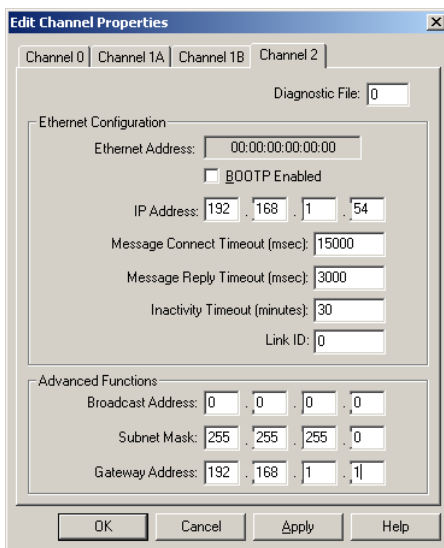 Edit Channel Properties
Channel 0 Channel 1A Channel 1B Channel 2
Diagnostic File: 0
Ethernet Configuration
Ethernet Address: 00:00:00:00:00:00
BOOTP Enabled
IP Address: 192 . 168 . 1 . 54
Message Connect Timeout (msec): 15000
Message Reply Timeout (msec): 3000
Inactivity Timeout (minutes): 30
Link ID: 0
Advanced Functions
Broadcast Address: 0 . 0 . 0 . 0
Subnet Mask: 255 . 255 . 255 . 0
Gateway Address: 192 . 168 . 1 . 1
OK Cancel Apply Help